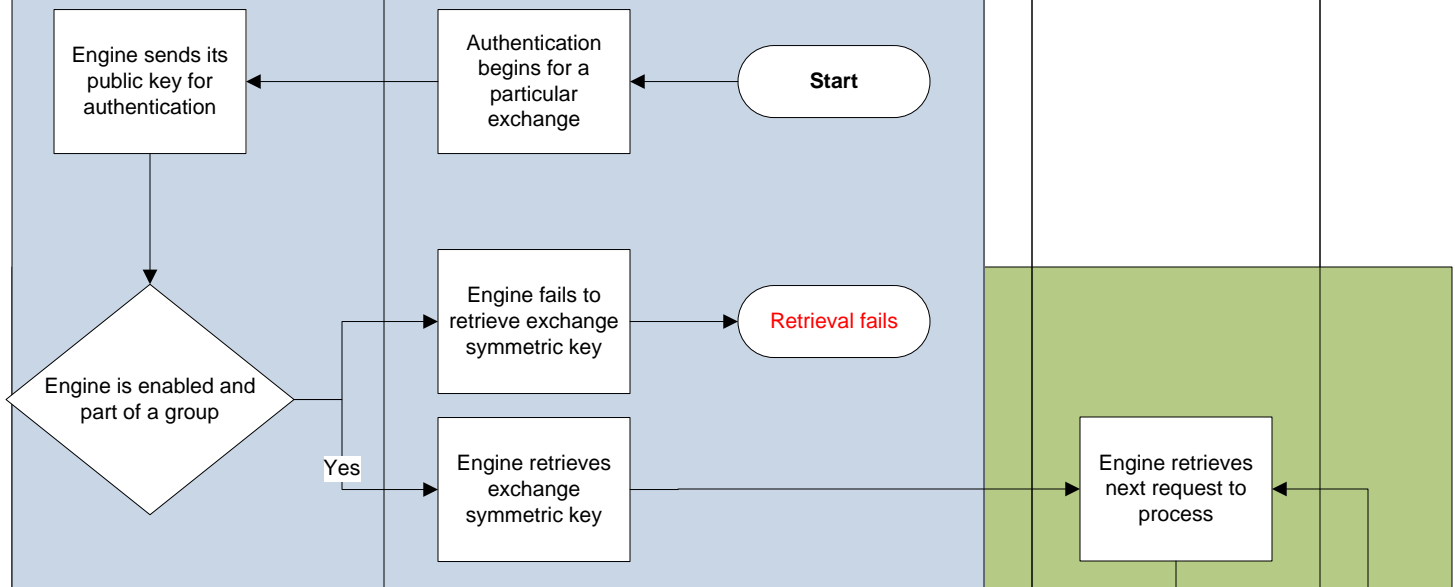 Engine sends its
public key for
authentication
Authentication
begins for a
particular
exchange
Start
Engine fails to
retrieve exchange
symmetric key
Retrieval fails
Engine is enabled and
part of a group
Yes
Engine retrieves
exchange
symmetric key
Engine retrieves
next request to
process